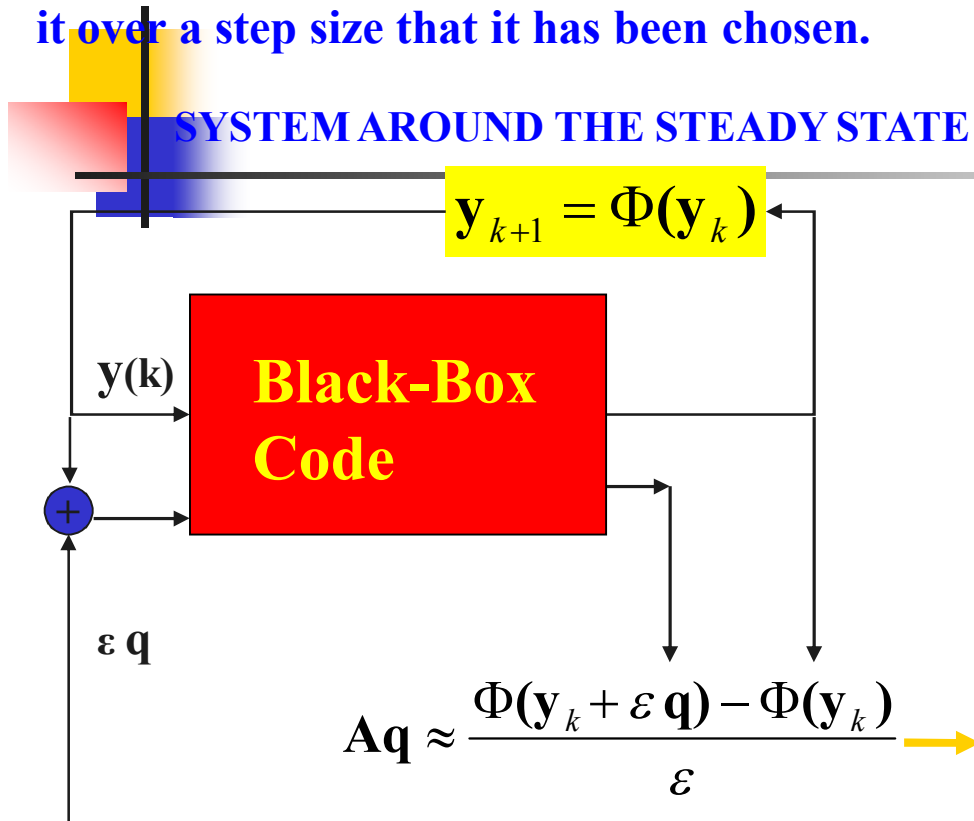 it over a step size that it has been chosen.
SYSTEM AROUND THE STEADY STATE
y_{k+1} = Φ(y_k)
y(k)
Black-Box
Code
+
ε q
Aq ≈ \frac{Φ(y_k + ε q) − Φ(y_k)}{ε}